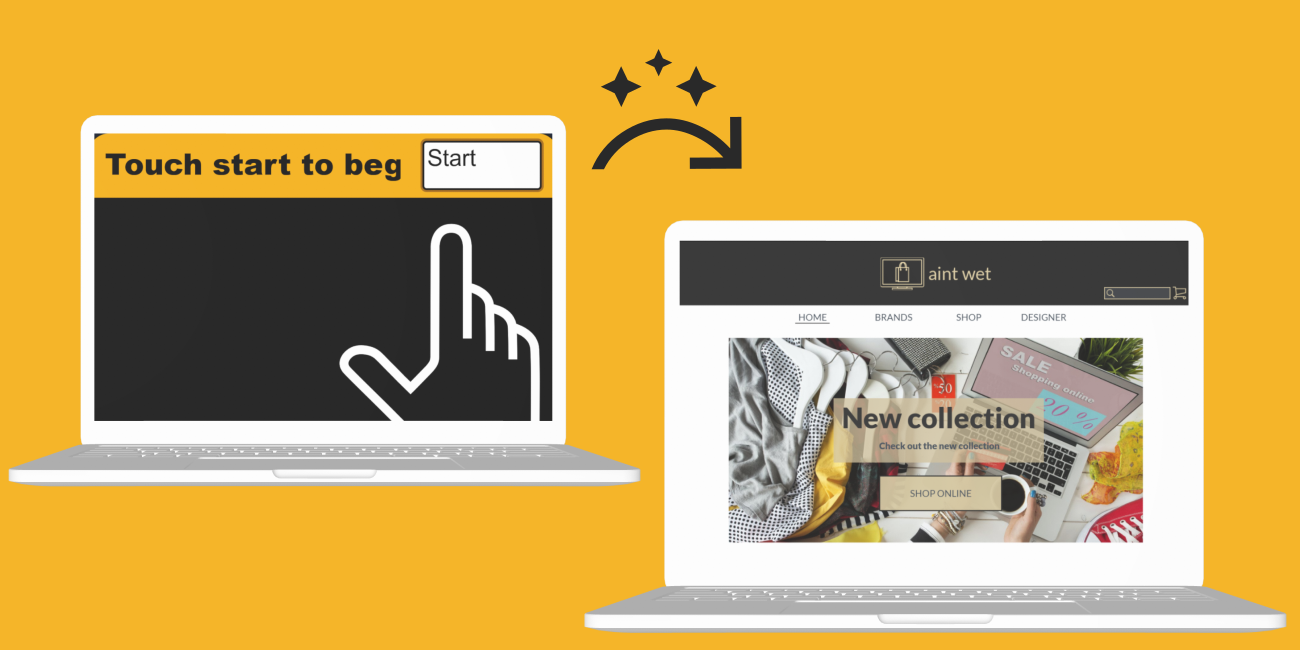 Touch start to beg
Start
aint wet
HOME BRANDS SHOP DESIGNER
SALE
Shopping online
20 %
%50
New collection
Check out the new collection
SHOP ONLINE